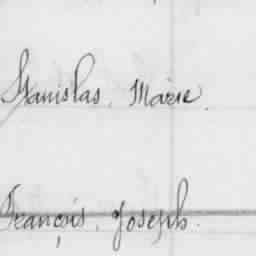 Stanislas, Marie.
François, Joseph.